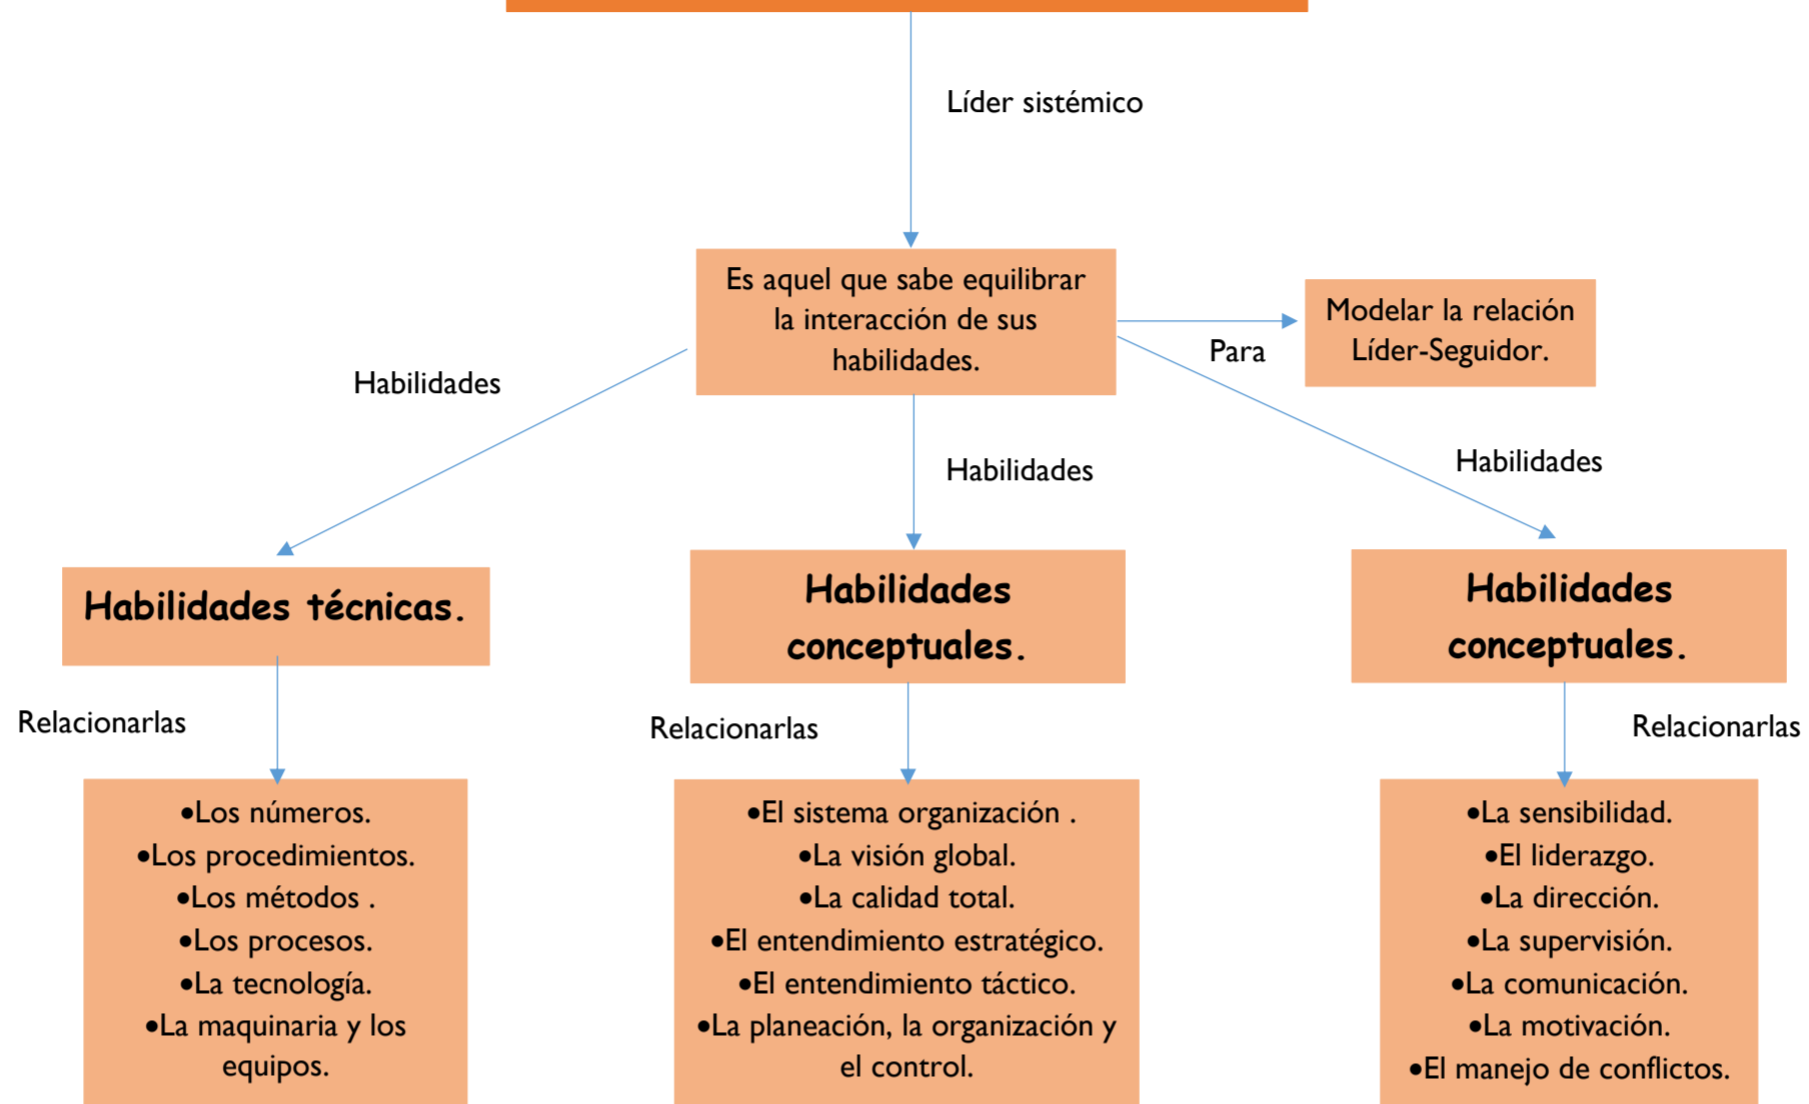 Líder sistémico
Es aquel que sabe equilibrar
la interacción de sus
habilidades.
Para
Modelar la relación
Líder-Seguidor.
Habilidades
Habilidades
Habilidades
Habilidades técnicas.
Habilidades
conceptuales.
Habilidades
conceptuales.
Relacionarlas
Relacionarlas
Relacionarlas
•Los números.
•Los procedimientos.
•Los métodos .
•Los procesos.
•La tecnología.
•La maquinaria y los
equipos.
•El sistema organización .
•La visión global.
•La calidad total.
•El entendimiento estratégico.
•El entendimiento táctico.
•La planeación, la organización y
el control.
•La sensibilidad.
•El liderazgo.
•La dirección.
•La supervisión.
•La comunicación.
•La motivación.
•El manejo de conflictos.